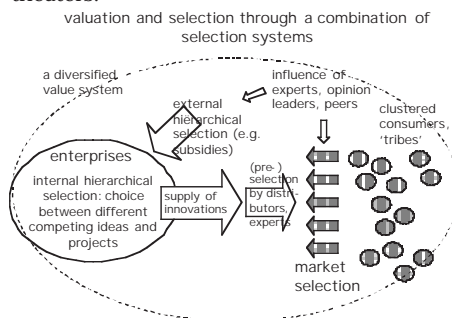 theaters.
valuation and selection through a combination of
selection systems
a diversified
value system
influence of
experts, opinion
leaders, peers
external
hierarchical
selection (e.g.
subsidies)
clustered
consumers,
'tribes'
enterprises
internal hierarchical
selection: choice
between different
competing ideas and
projects
supply of
innovations
(pre-)
selection
by distri-
butors,
experts
market
selection